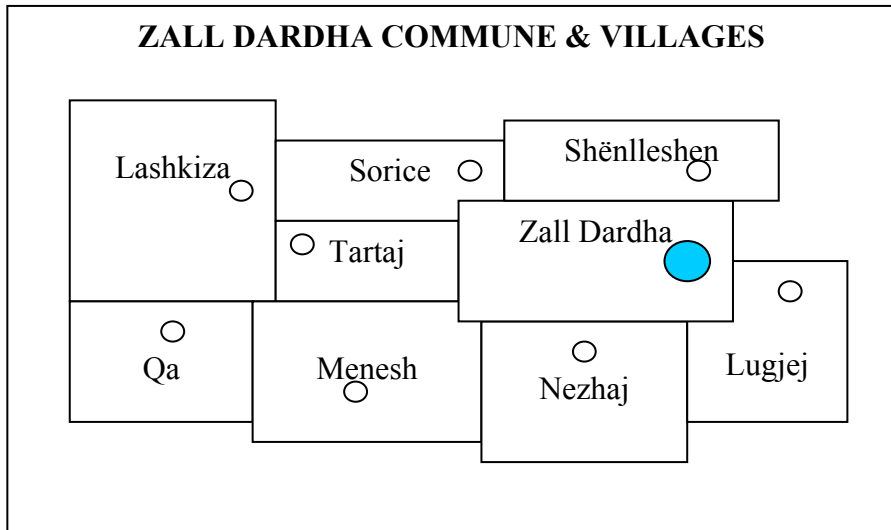 ZALL DARDHA COMMUNE & VILLAGES
Lashkiza
Sorice
Shënlleshen
Tartaj
Zall Dardha
Qa
Menesh
Nezhaj
Lugjej